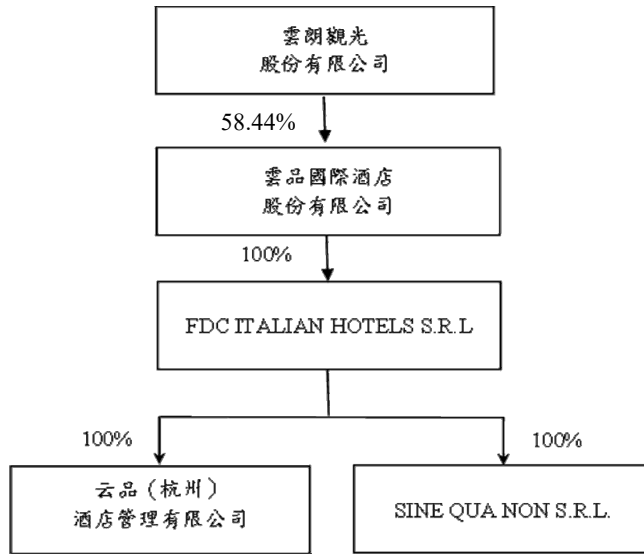 雲朗觀光
股份有限公司
58.44%
雲品國際酒店
股份有限公司
100%
FDC ITALIAN HOTELS S.R.L
100%
100%
云品（杭州）
酒店管理有限公司
SINE QUA NON S.R.L.